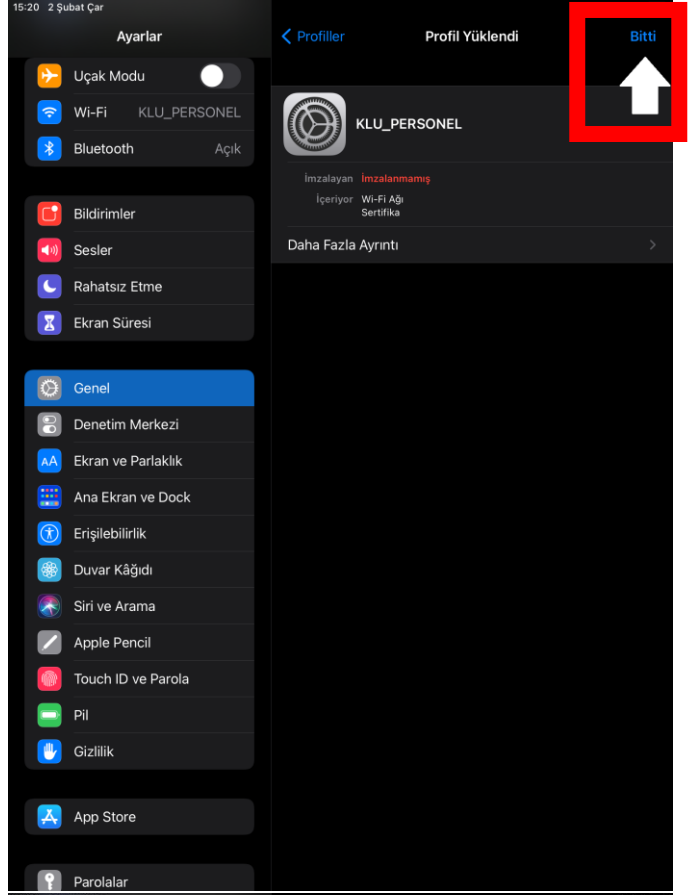 15:20 2 Şubat Çar
Ayarlar
Uçak Modu
Wi-Fi KLU_PERSONEL
Bluetooth Açık
Bildirimler
Sesler
Rahatsız Etme
Ekran Süresi
Genel
Denetim Merkezi
AA Ekran ve Parlaklık
Ana Ekran ve Dock
Erişilebilirlik
Duvar Kâğıdı
Siri ve Arama
Apple Pencil
Touch ID ve Parola
Pil
Gizlilik
App Store
Parolalar
Profiller Profil Yüklendi Bitti
KLU_PERSONEL
İmzalayan İmzalanmamış
İçeriyor Wi-Fi Ağı
Sertifika
Daha Fazla Ayrıntı